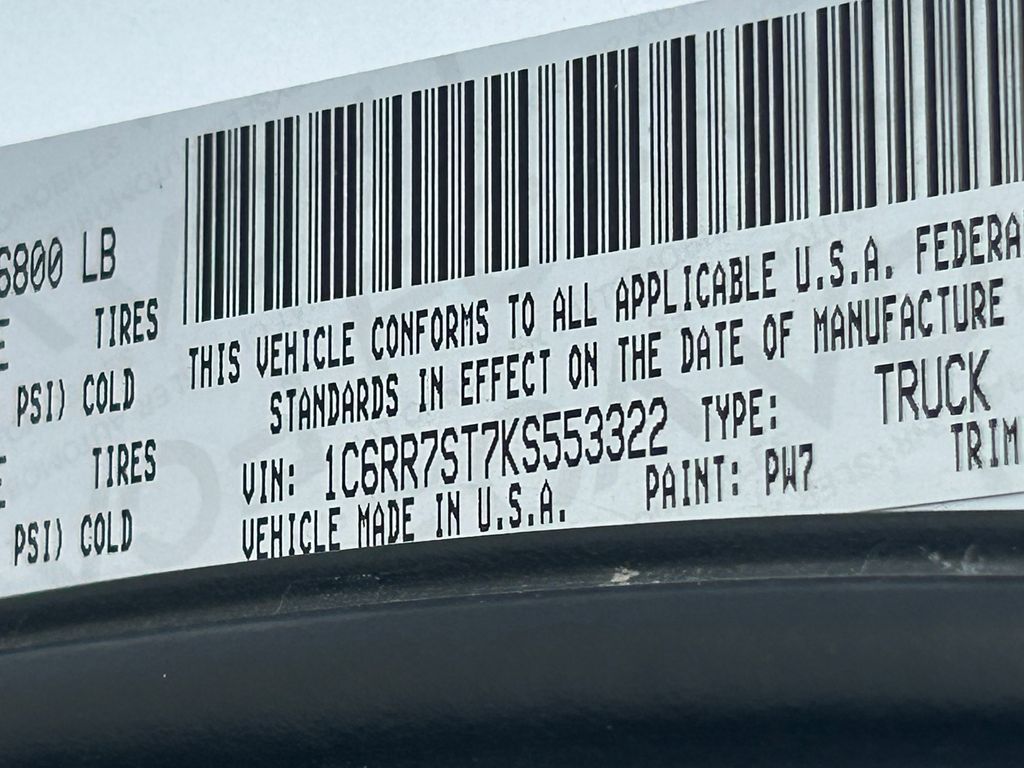 6800 LB
TIRES
PSI) COLD
TIRES
PSI) COLD
THIS VEHICLE CONFORMS TO ALL APPLICABLE U.S.A. FEDERA
STANDARDS IN EFFECT ON THE DATE OF MANUFACTURE
VIN: 1C6RR7ST7KS553322 TYPE: TRUCK
VEHICLE MADE IN U.S.A. PAINT: PW7 TRIM